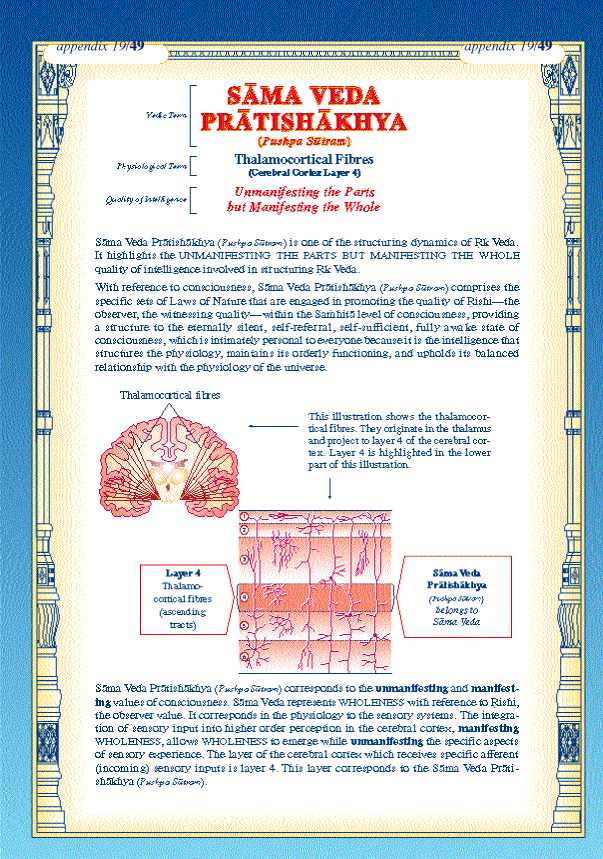 appendix 19/49
appendix 19/49
Vedic Term
SĀMA VEDA
PRĀTISHĀKHYA
(Pushpa Sūtram)
Physiological Term
Thalamocortical Fibres
(Cerebral Cortex Layer 4)
Quality of Intelligence
Unmanifesting the Parts
but Manifesting the Whole
Sāma Veda Prātishākhya (Pushpa Sūtram) is one of the structuring dynamics of Ṛk Veda.
It highlights the UNMANIFESTING THE PARTS BUT MANIFESTING THE WHOLE
quality of intelligence involved in structuring Ṛk Veda.
With reference to consciousness, Sāma Veda Prātishākhya (Pushpa Sūtram) comprises the
specific sets of Laws of Nature that are engaged in promoting the quality of Rishi—the
observer, the witnessing quality—within the Saṁhitā level of consciousness, providing
a structure to the eternally silent, self-referral, self-sufficient, fully awake state of
consciousness, which is intimately personal to everyone because it is the intelligence that
structures the physiology, maintains its orderly functioning, and upholds its balanced
relationship with the physiology of the universe.
Thalamocortical fibres
This illustration shows the thalamocor-
tical fibres. They originate in the thalamus
and project to layer 4 of the cerebral cor-
tex. Layer 4 is highlighted in the lower
part of this illustration.
1
2
3
4
5
6
Layer 4
Thalamo-
cortical fibres
(ascending
tracts)
Sāma Veda
Prātishākhya
(Pushpa Sūtram)
belongs to
Sāma Veda
Sāma Veda Prātishākhya (Pushpa Sūtram) corresponds to the unmanifesting and manifest-
ing values of consciousness. Sāma Veda represents WHOLENESS with reference to Rishi,
the observer value. It corresponds in the physiology to the sensory systems. The integra-
tion of sensory input into higher order perception in the cerebral cortex, manifesting
WHOLENESS, allows WHOLENESS to emerge while unmanifesting the specific aspects
of sensory experience. The layer of the cerebral cortex which receives specific afferent
(incoming) sensory inputs is layer 4. This layer corresponds to the Sāma Veda Prāti-
shākhya (Pushpa Sūtram).